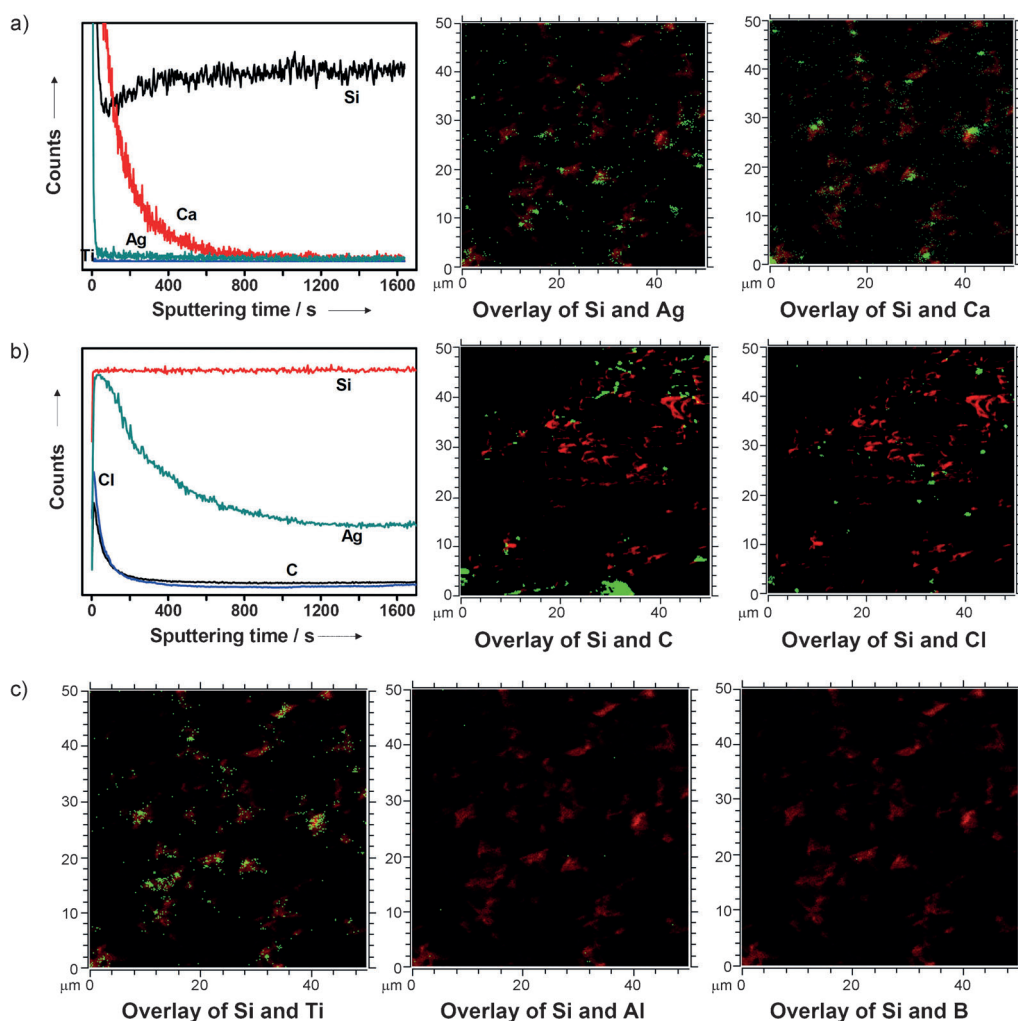 a)
Counts
Si
Ca
Ag
Ti
0 400 800 1200 1600
Sputtering time / s
50
40
30
20
10
0
µm 0 20 40
Overlay of Si and Ag
50
40
30
20
10
0
µm 0 20 40
Overlay of Si and Ca
b)
Counts
Si
Cl
Ag
C
0 400 800 1200 1600
Sputtering time / s
50
40
30
20
10
0
µm 0 20 40
Overlay of Si and C
50
40
30
20
10
0
µm 0 20 40
Overlay of Si and Cl
c)
50
40
30
20
10
0
µm 0 20 40
Overlay of Si and Ti
50
40
30
20
10
0
µm 0 20 40
Overlay of Si and Al
50
40
30
20
10
0
µm 0 20 40
Overlay of Si and B